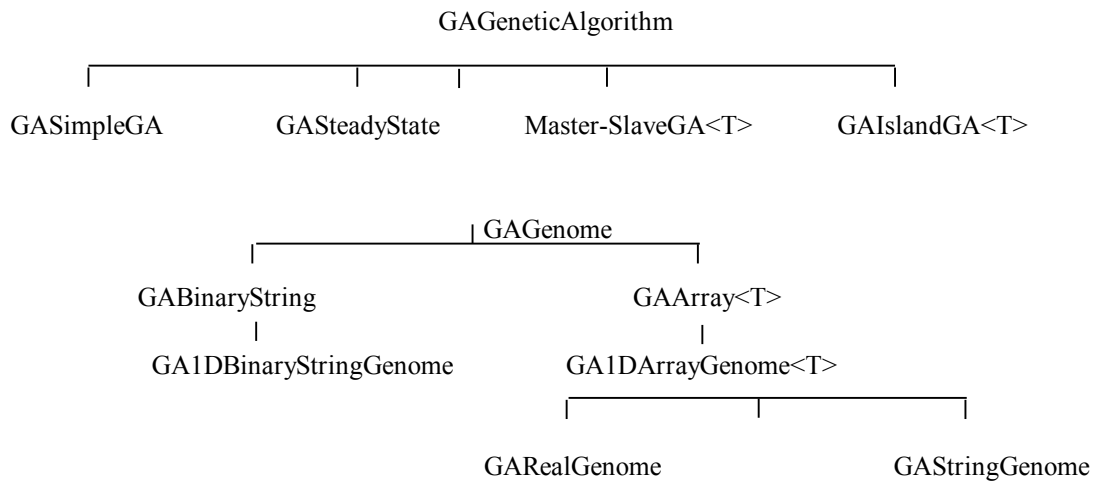 GAGeneticAlgorithm
GASimpleGA GASteadyState Master-SlaveGA<T> GAIslandGA<T>
GAGenome
GABinaryString GAArray<T>
GA1DBinaryStringGenome GA1DArrayGenome<T>
GARealGenome GAStringGenome